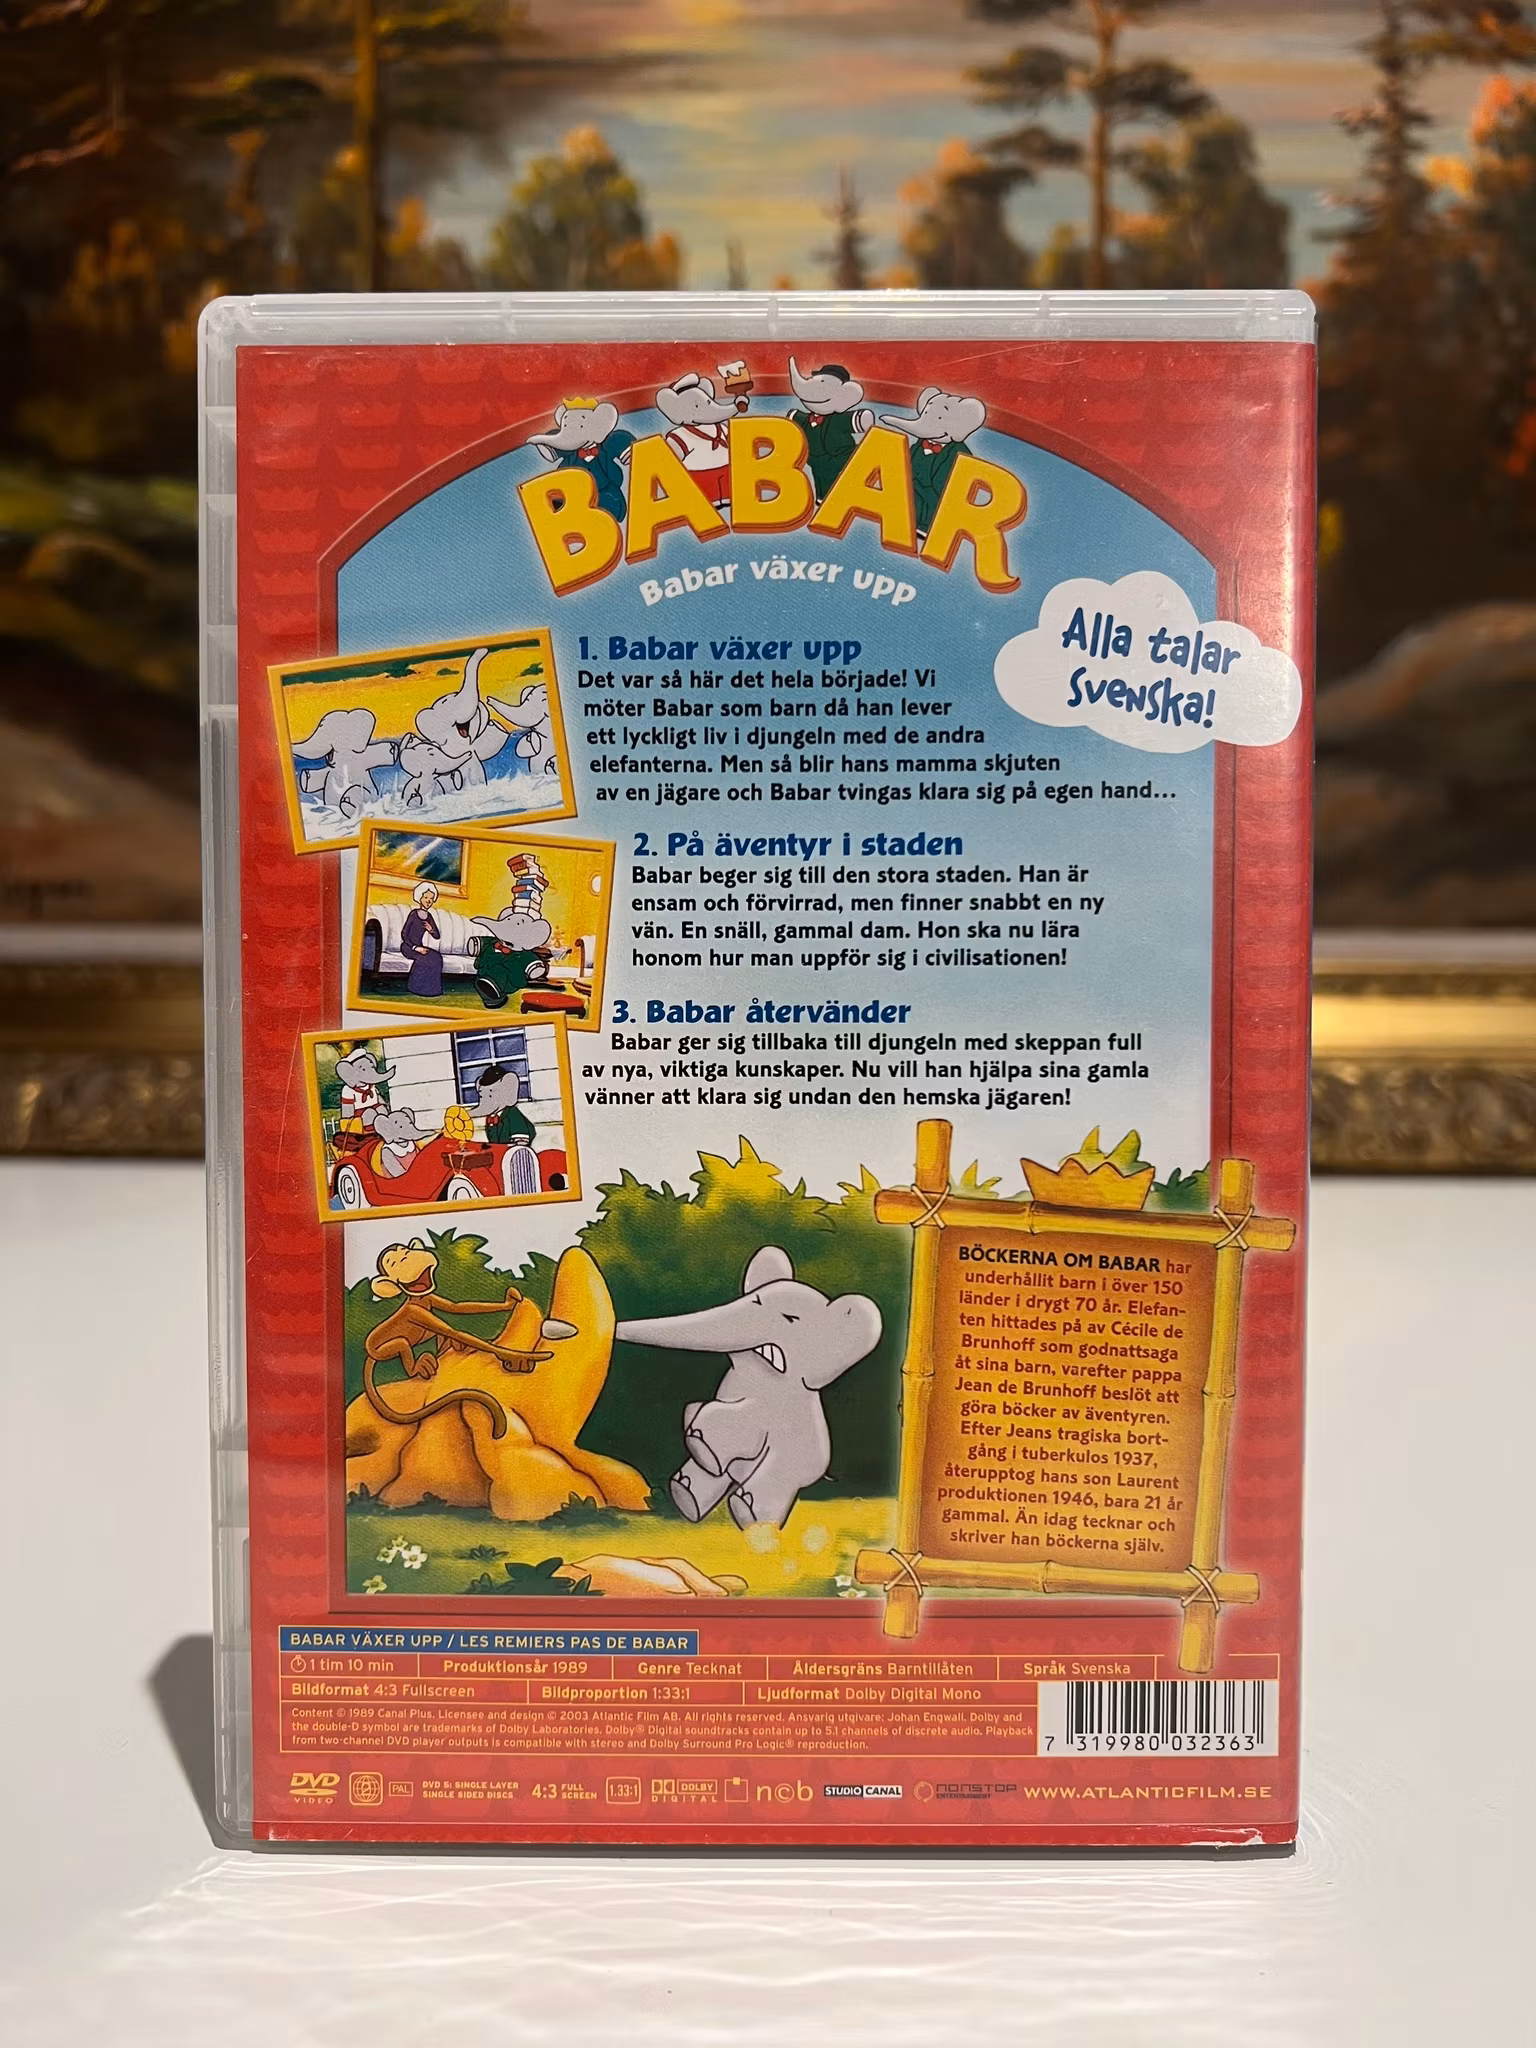 BABAR
Babar växer upp
Alla talar
svenska!
1. Babar växer upp
Det var så här det hela började! Vi
möter Babar som barn då han lever
ett lyckligt liv i djungeln med de andra
elefanterna. Men så blir hans mamma skjuten
av en jägare och Babar tvingas klara sig på egen hand...
2. På äventyr i staden
Babar beger sig till den stora staden. Han är
ensam och förvirrad, men finner snabbt en ny
vän. En snäll, gammal dam. Hon ska nu lära
honom hur man uppför sig i civilisationen!
3. Babar återvänder
Babar ger sig tillbaka till djungeln med skeppan full
av nya, viktiga kunskaper. Nu vill han hjälpa sina gamla
vänner att klara sig undan den hemska jägaren!
BÖCKERNA OM BABAR har
underhållit barn i över 150
länder i drygt 70 år. Elefan-
ten hittades på av Cécile de
Brunhoff som godnattsaga
åt sina barn, varefter pappa
Jean de Brunhoff beslöt att
göra böcker av äventyren.
Efter Jeans tragiska bort-
gång i tuberkulos 1937,
återupptog hans son Laurent
produktionen 1946, bara 21 år
gammal. Än idag tecknar och
skriver han böckerna själv.
BABAR VÄXER UPP / LES REMIERS PAS DE BABAR
1 tim 10 min Produktionsår 1989 Genre Tecknat Åldersgräns Barntillåten Språk Svenska
Bildformat 4:3 Fullscreen Bildproportion 1:33:1 Ljudformat Dolby Digital Mono
Content © 1989 Canal Plus. Licensee and design © 2003 Atlantic Film AB. All rights reserved. Ansvarig utgivare: Johan Engwall. Dolby and
the double-D symbol are trademarks of Dolby Laboratories. Dolby® Digital soundtracks contain up to 5.1 channels of discrete audio. Playback
from two-channel DVD player outputs is compatible with stereo and Dolby Surround Pro Logic® reproduction.
7 319980 032363
DVD VIDEO PAL DVD 5: SINGLE LAYER 4:3 FULL 1.33:1 DOLBY ncb STUDIO CANAL NONSTOP WWW.ATLANTICFILM.SE
SINGLE SIDED DISCS SCREEN DIGITAL ENTERTAINMENT